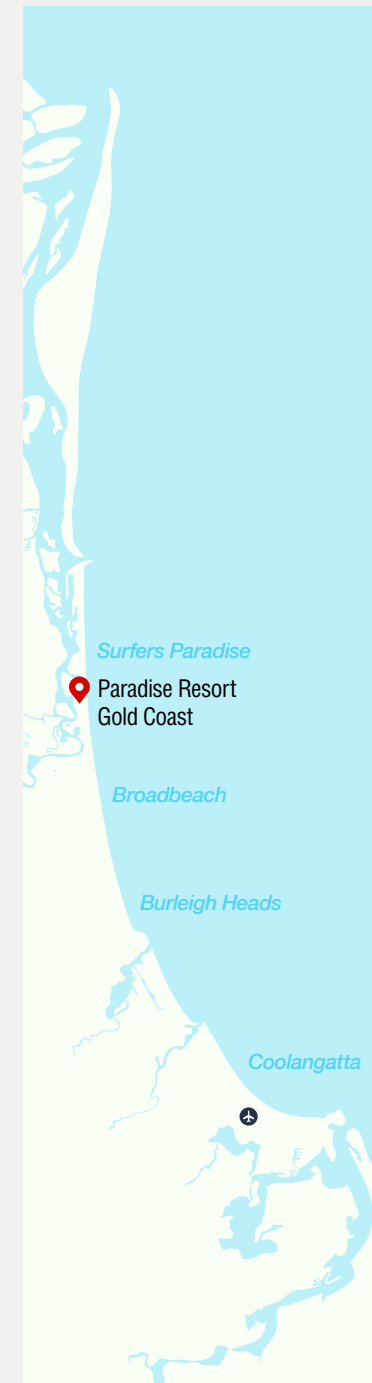 Surfers Paradise
Paradise Resort
Gold Coast
Broadbeach
Burleigh Heads
Coolangatta